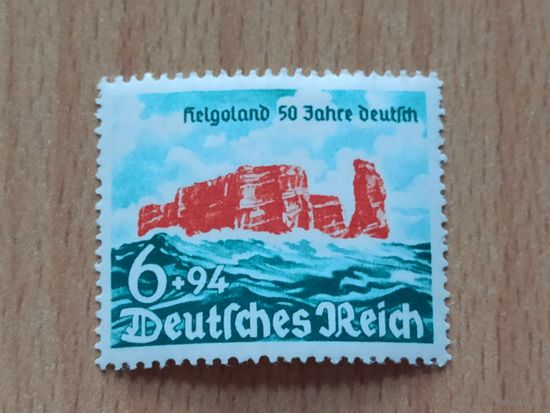 Helgoland 50 Jahre deutsch
6+94
Deutsches Reich